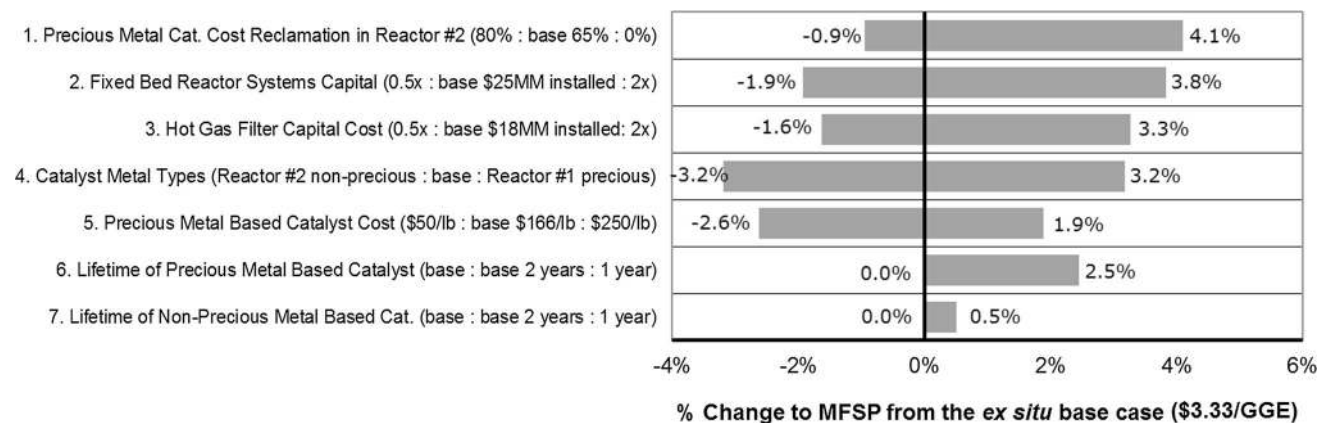 1. Precious Metal Cat. Cost Reclamation in Reactor #2 (80% : base 65% : 0%) -0.9% 4.1%
2. Fixed Bed Reactor Systems Capital (0.5x : base $25MM installed : 2x) -1.9% 3.8%
3. Hot Gas Filter Capital Cost (0.5x : base $18MM installed: 2x) -1.6% 3.3%
4. Catalyst Metal Types (Reactor #2 non-precious : base : Reactor #1 precious) -3.2% 3.2%
5. Precious Metal Based Catalyst Cost ($50/lb : base $166/lb : $250/lb) -2.6% 1.9%
6. Lifetime of Precious Metal Based Catalyst (base : base 2 years : 1 year) 0.0% 2.5%
7. Lifetime of Non-Precious Metal Based Cat. (base : base 2 years : 1 year) 0.0% 0.5%
-4% -2% 0% 2% 4% 6%
% Change to MFSP from the ex situ base case ($3.33/GGE)